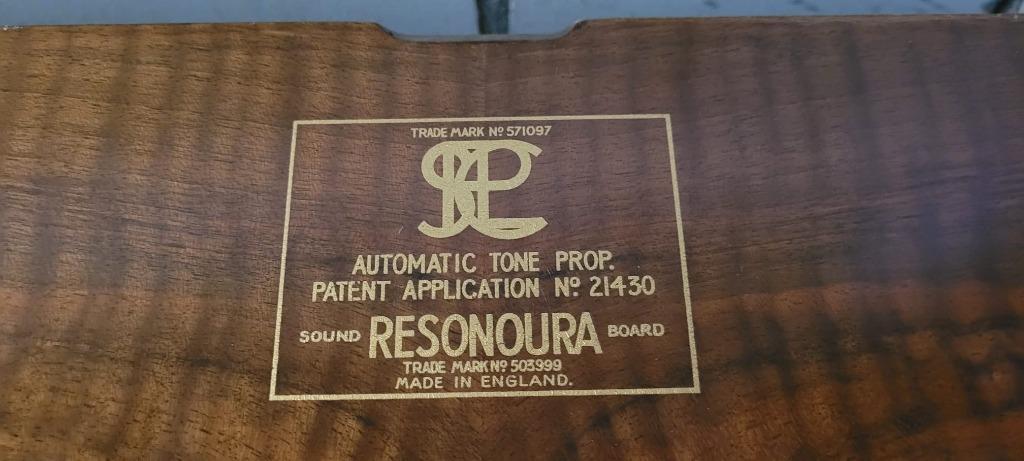 TRADE MARK Nº 571097
AUTOMATIC TONE PROP.
PATENT APPLICATION Nº 21430
SOUND RESONOURA BOARD
TRADE MARK Nº 503999
MADE IN ENGLAND.